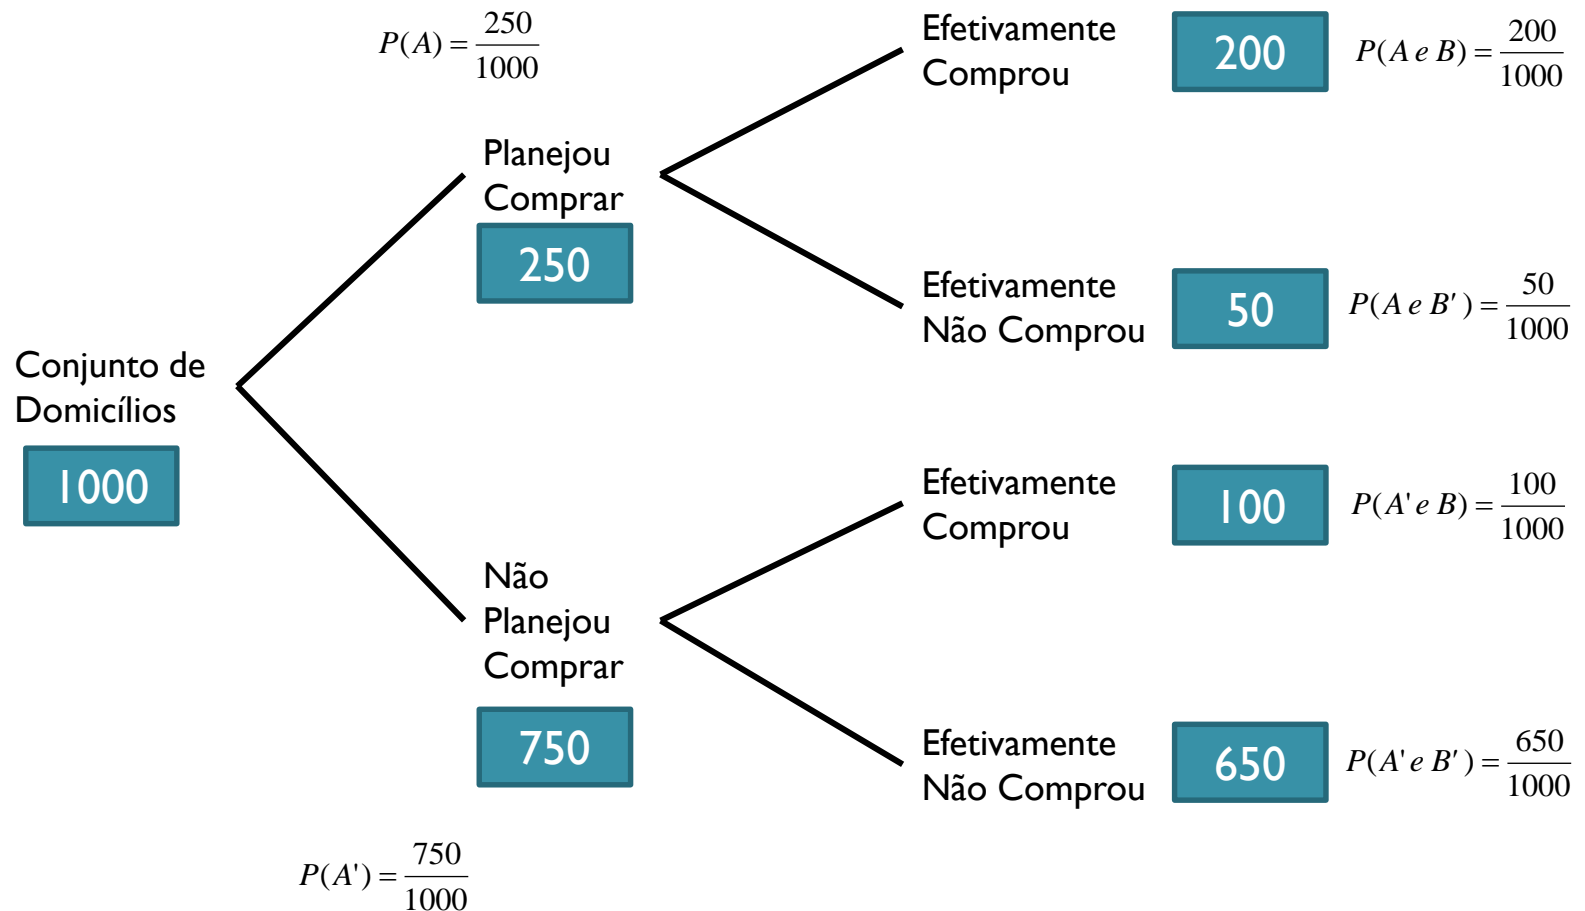 P(A) = 250/1000
Efetivamente
Comprou
200
P(A e B) = 200/1000
Planejou
Comprar
250
Efetivamente
Não Comprou
50
P(A e B′) = 50/1000
Conjunto de
Domicílios
1000
Efetivamente
Comprou
100
P(A' e B) = 100/1000
Não
Planejou
Comprar
750
Efetivamente
Não Comprou
650
P(A' e B′) = 650/1000
P(A') = 750/1000